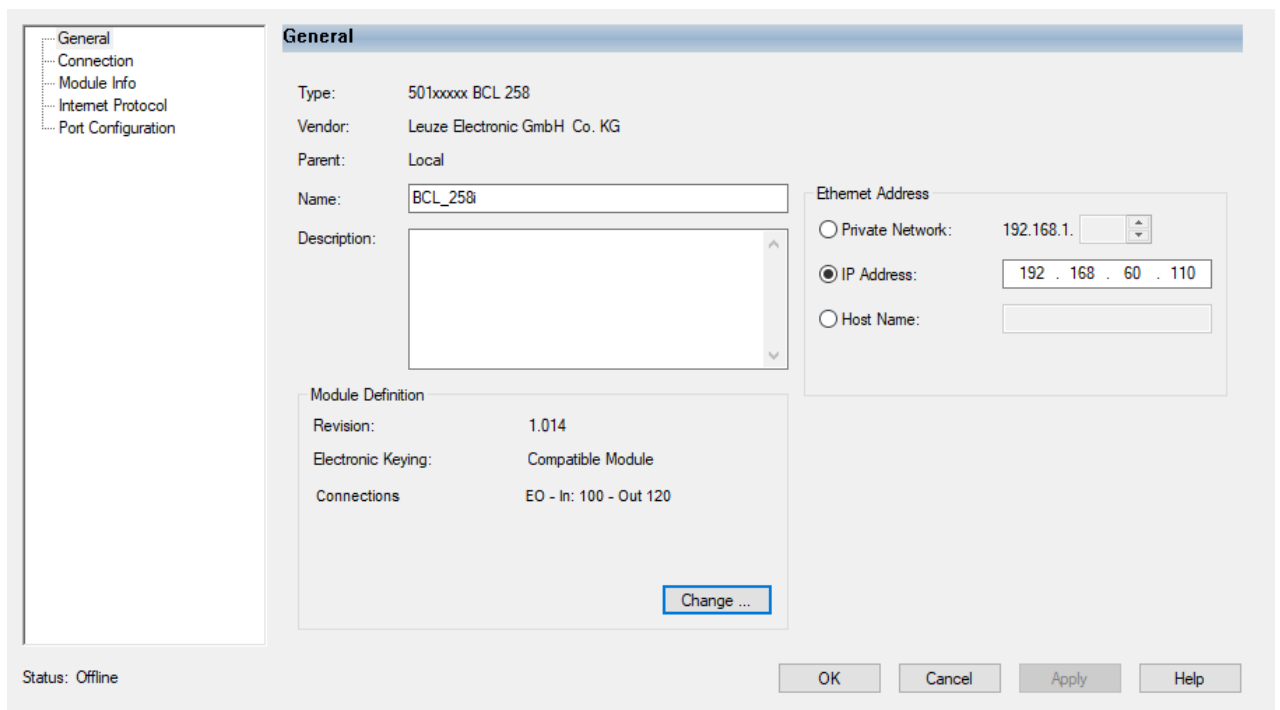 General
Connection
Module Info
Internet Protocol
Port Configuration
General
Type: 501xxxxx BCL 258
Vendor: Leuze Electronic GmbH Co. KG
Parent: Local
Name: BCL_258i
Description:
Ethernet Address
Private Network: 192.168.1.
IP Address: 192 . 168 . 60 . 110
Host Name:
Module Definition
Revision: 1.014
Electronic Keying: Compatible Module
Connections EO - In: 100 - Out 120
Change ...
Status: Offline
OK Cancel Apply Help